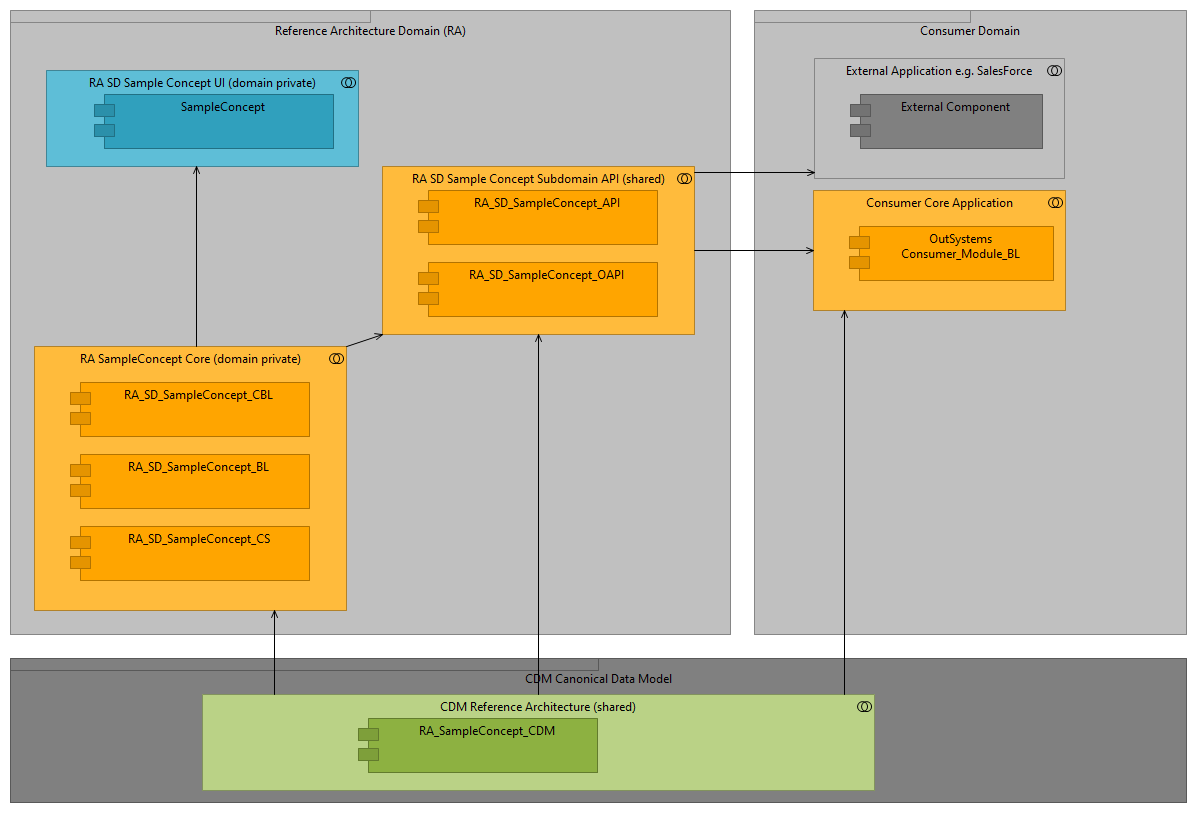 Reference Architecture Domain (RA)
RA SD Sample Concept UI (domain private)
SampleConcept
RA SD Sample Concept Subdomain API (shared)
RA_SD_SampleConcept_API
RA_SD_SampleConcept_OAPI
RA SampleConcept Core (domain private)
RA_SD_SampleConcept_CBL
RA_SD_SampleConcept_BL
RA_SD_SampleConcept_CS
Consumer Domain
External Application e.g. SalesForce
External Component
Consumer Core Application
OutSystems
Consumer_Module_BL
CDM Canonical Data Model
CDM Reference Architecture (shared)
RA_SampleConcept_CDM